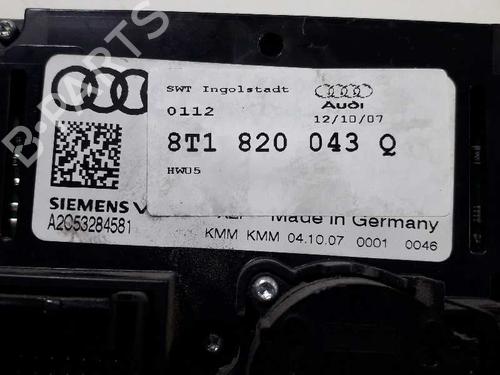 SWT Ingolstadt
Audi
0112
12/10/07
8T1 820 043 Q
HW05
SIEMENS V
Made in Germany
A2C53284581
KMM KMM 04.10.07 0001 0046
B-PARTS